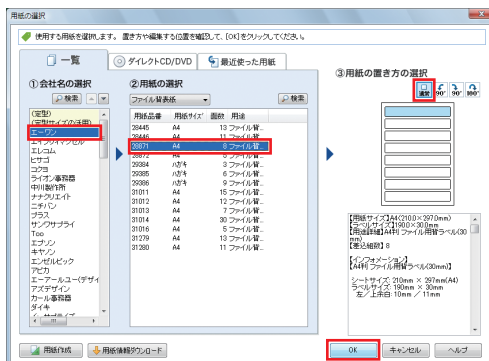 用紙の選択
使用する用紙を選択します。 置き方や編集する位置を確認して、[OK]をクリックしてください。
一覧
ダイレクトCD/DVD
最近使った用紙
①会社名の選択
検索
(定型)
(定型サイズの活用)
エーワン
エレコム
ヒサゴ
コクヨ
ライオン事務器
中川製作所
ナナクリエイト
ニチバン
プラス
サンワサプライ
Too
エプソン
キヤノン
エンゼルビック
アピカ
エーアールユー(デザイ
アズデザイン
カール事務器
ダイキ
②用紙の選択
ファイル背表紙
検索
用紙品番 用紙サイズ 面数 用途
28445 A4 13 ファイル背...
28446 A4 11 ファイル背...
28871 A4 8 ファイル背...
28872 A4 6 ファイル背...
29384 ハガキ 3 ファイル背...
29385 ハガキ 6 ファイル背...
29386 ハガキ 9 ファイル背...
31011 A4 15 ファイル背...
31012 A4 12 ファイル背...
31013 A4 7 ファイル背...
31014 A4 30 ファイル背...
31016 A4 5 ファイル背...
31279 A4 13 ファイル背...
31280 A4 11 ファイル背...
③用紙の置き方の選択
通常 90° 90° 180°
【用紙サイズ】A4(210.0×297.0mm)
【ラベルサイズ】190.0×30.0mm
【用途詳細】A4判 ファイル用背ラベル(30
mm)
【差込組数】8
【インフォメーション】
【A4判 ファイル用背ラベル(30mm)】
シートサイズ: 210mm × 297mm(A4)
ラベルサイズ: 190mm × 30mm
左／上余白: 10mm ／ 11mm
用紙作成
用紙情報ダウンロード
OK
キャンセル
ヘルプ